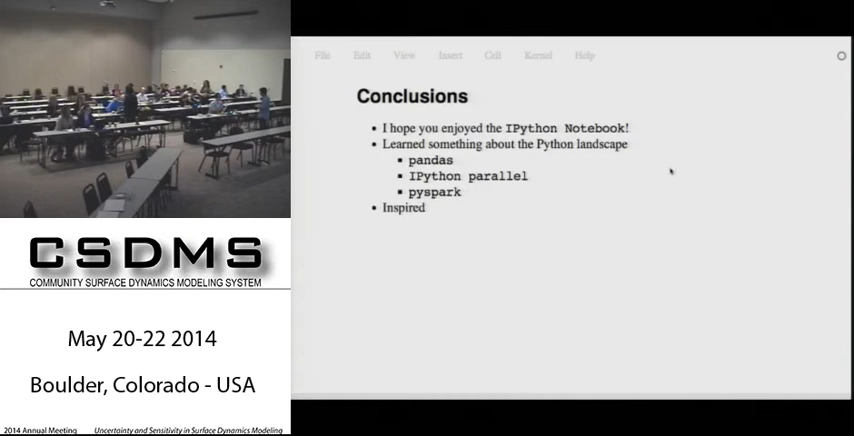 File Edit View Insert Cell Kernel Help
Conclusions
I hope you enjoyed the IPython Notebook!
Learned something about the Python landscape
pandas
IPython parallel
pyspark
Inspired
CSDMS
COMMUNITY SURFACE DYNAMICS MODELING SYSTEM
May 20-22 2014
Boulder, Colorado - USA
2014 Annual Meeting Uncertainty and Sensitivity in Surface Dynamics Modeling